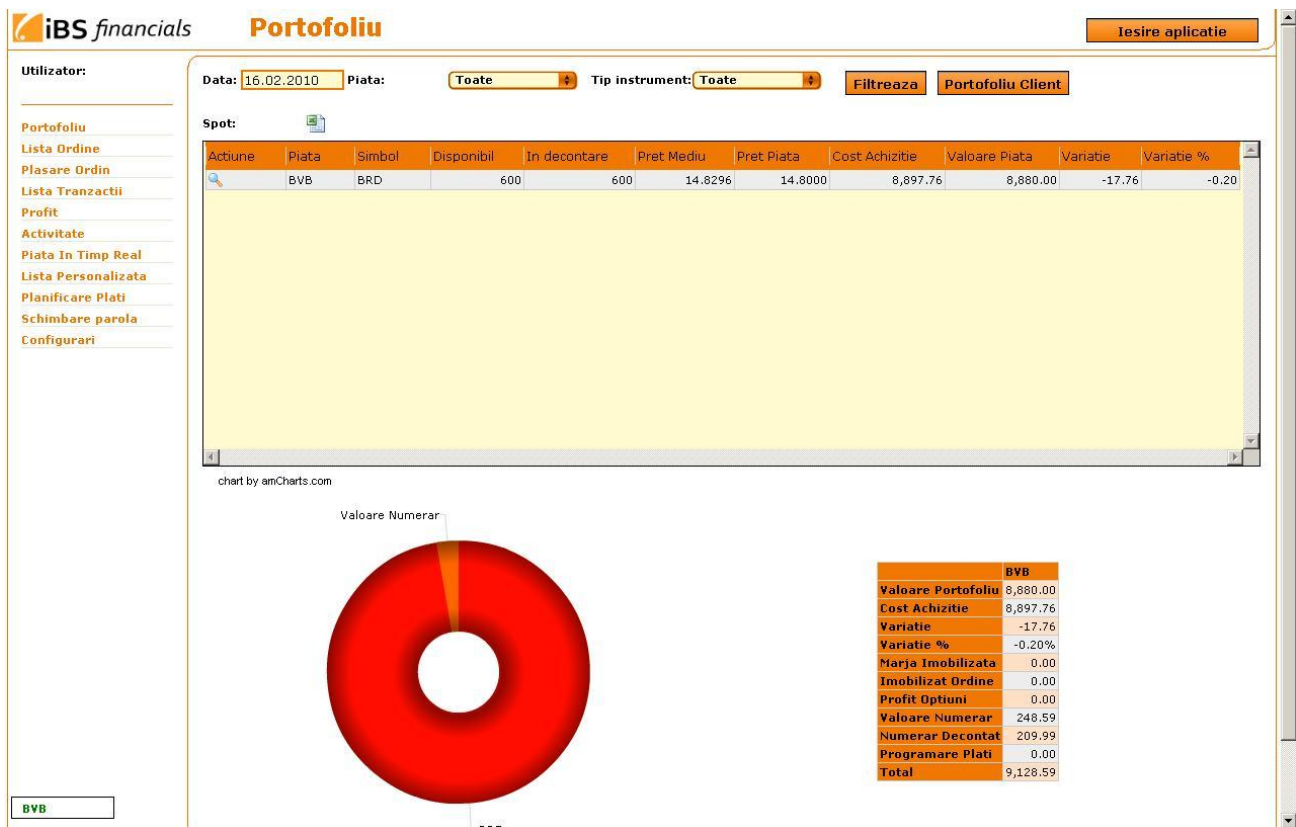 iBS financials
Portofoliu
Iesire aplicatie
Utilizator:
Portofoliu
Lista Ordine
Plasare Ordin
Lista Tranzactii
Profit
Activitate
Piata In Timp Real
Lista Personalizata
Planificare Plati
Schimbare parola
Configurari
BVB
Data: 16.02.2010 Piata: Toate Tip instrument: Toate Filtreaza Portofoliu Client
Spot:
Actiune Piata Simbol Disponibil In decontare Pret Mediu Pret Piata Cost Achizitie Valoare Piata Variatie Variatie %
BVB BRD 600 600 14.8296 14.8000 8,897.76 8,880.00 -17.76 -0.20
chart by amCharts.com
Valoare Numerar
BVB
Valoare Portofoliu 8,880.00
Cost Achizitie 8,897.76
Variatie -17.76
Variatie % -0.20%
Marja Imobilizata 0.00
Imobilizat Ordine 0.00
Profit Optiuni 0.00
Valoare Numerar 248.59
Numerar Decontat 209.99
Programare Plati 0.00
Total 9,128.59